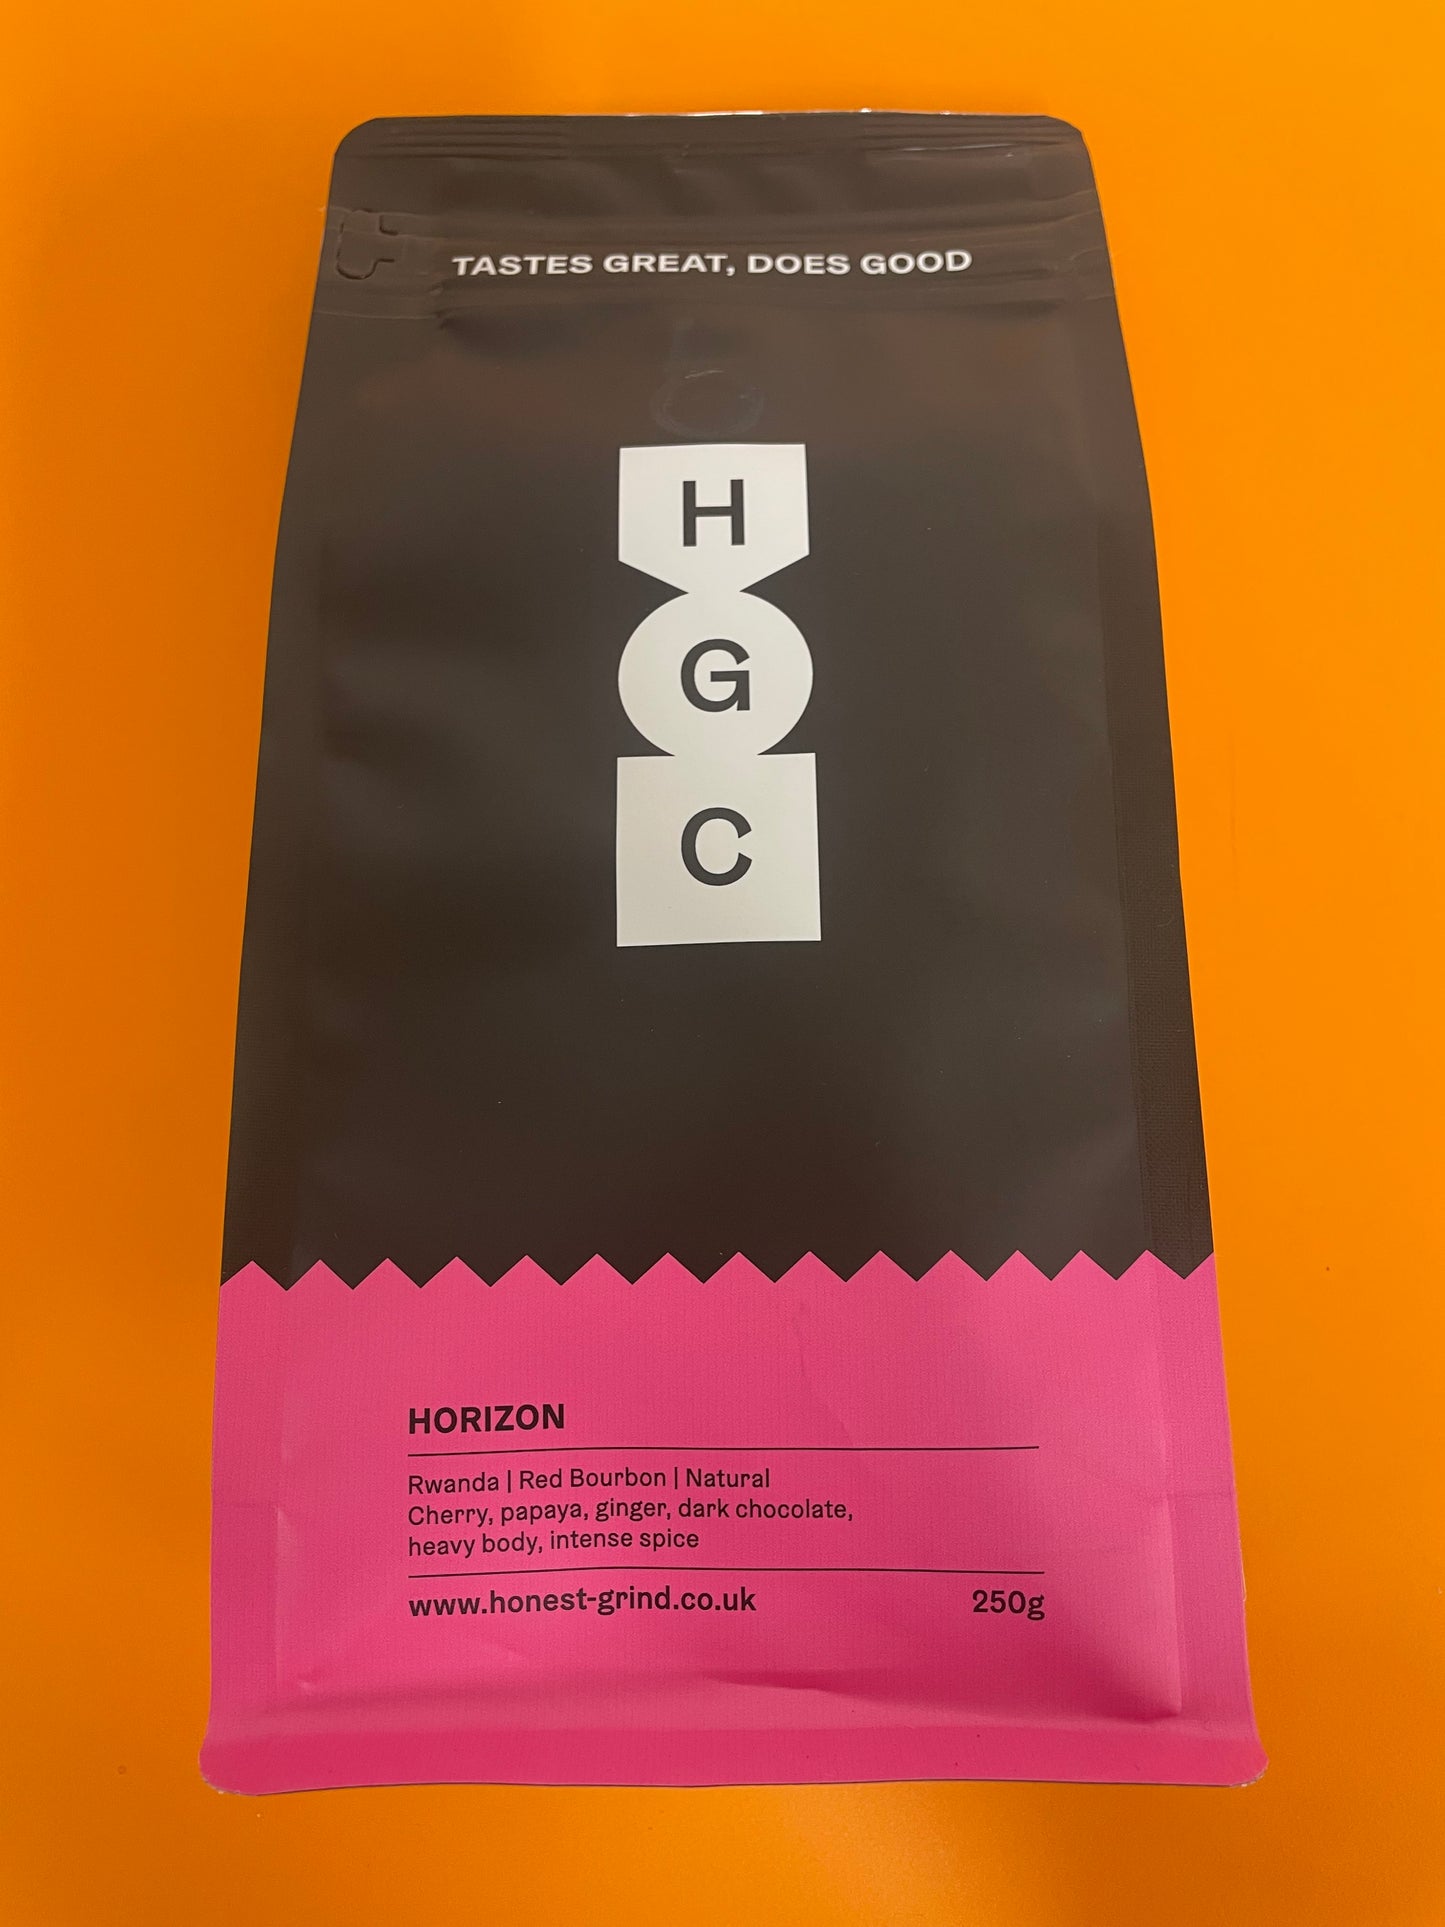 TASTES GREAT, DOES GOOD
H
G
C
HORIZON
Rwanda | Red Bourbon | Natural
Cherry, papaya, ginger, dark chocolate,
heavy body, intense spice
www.honest-grind.co.uk 250g